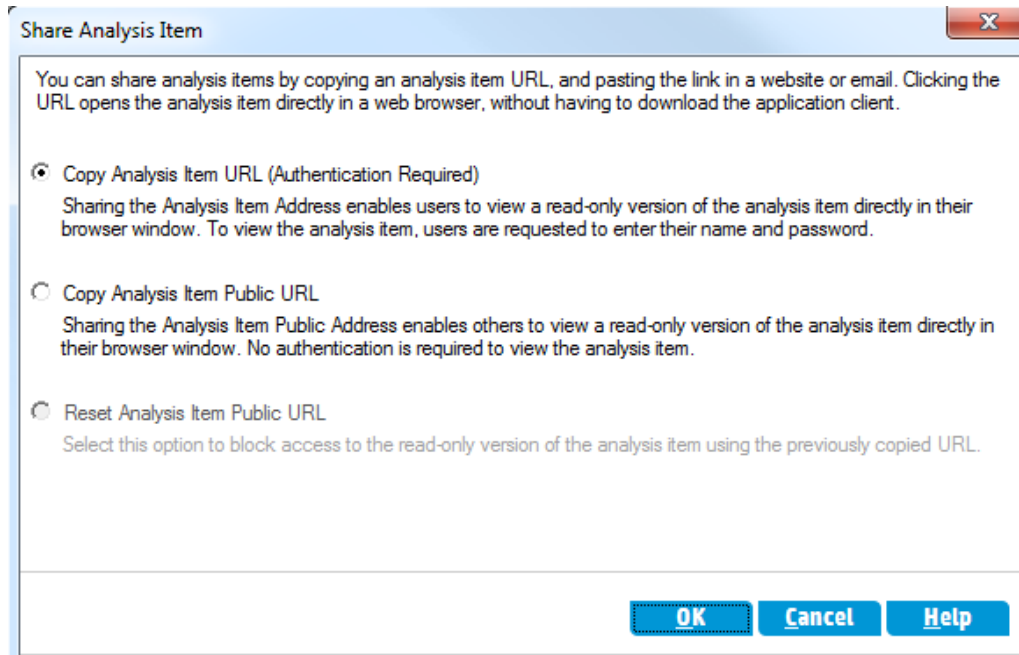 Share Analysis Item
You can share analysis items by copying an analysis item URL, and pasting the link in a website or email. Clicking the
URL opens the analysis item directly in a web browser, without having to download the application client.
Copy Analysis Item URL (Authentication Required)
Sharing the Analysis Item Address enables users to view a read-only version of the analysis item directly in their
browser window. To view the analysis item, users are requested to enter their name and password.
Copy Analysis Item Public URL
Sharing the Analysis Item Public Address enables others to view a read-only version of the analysis item directly in
their browser window. No authentication is required to view the analysis item.
Reset Analysis Item Public URL
Select this option to block access to the read-only version of the analysis item using the previously copied URL.
OK Cancel Help